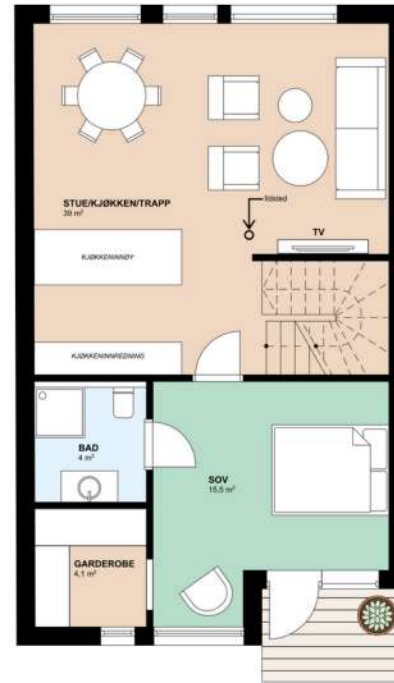 STUE/KJØKKEN/TRAPP
39 m²
Ildsted
TV
KJØKKENINNØY
KJØKKENINNREDNING
BAD
4 m²
SOV
15,5 m²
GARDEROBE
4,1 m²